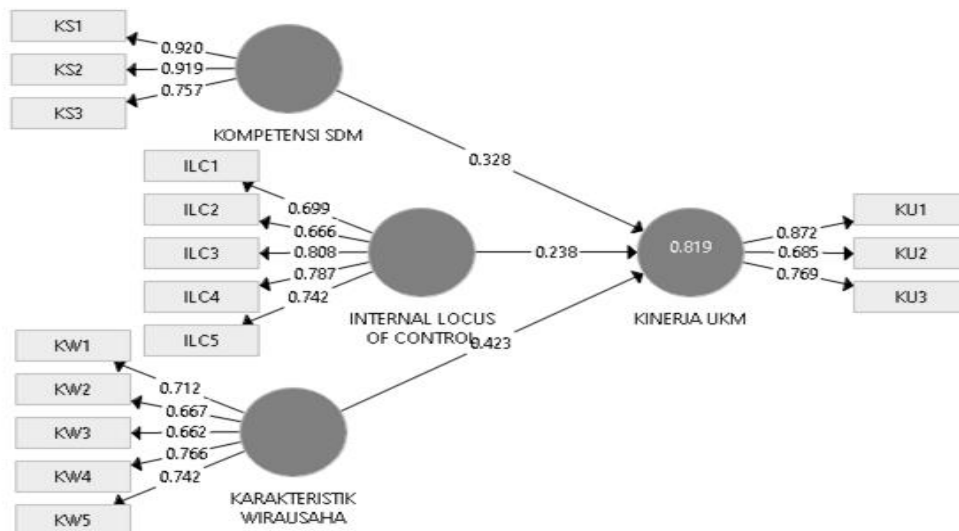 KS1
0.920
KS2
0.919
KS3
0.757
KOMPETENSI SDM
0.328
ILC1
0.699
ILC2
0.666
ILC3
0.808
ILC4
0.787
ILC5
0.742
INTERNAL LOCUS
OF CONTROL
0.238
0.819
KINERJA UKM
KU1
0.872
KU2
0.685
KU3
0.769
0.423
KW1
0.712
KW2
0.667
KW3
0.662
KW4
0.766
KW5
0.742
KARAKTERISTIK
WIRAUSAHA